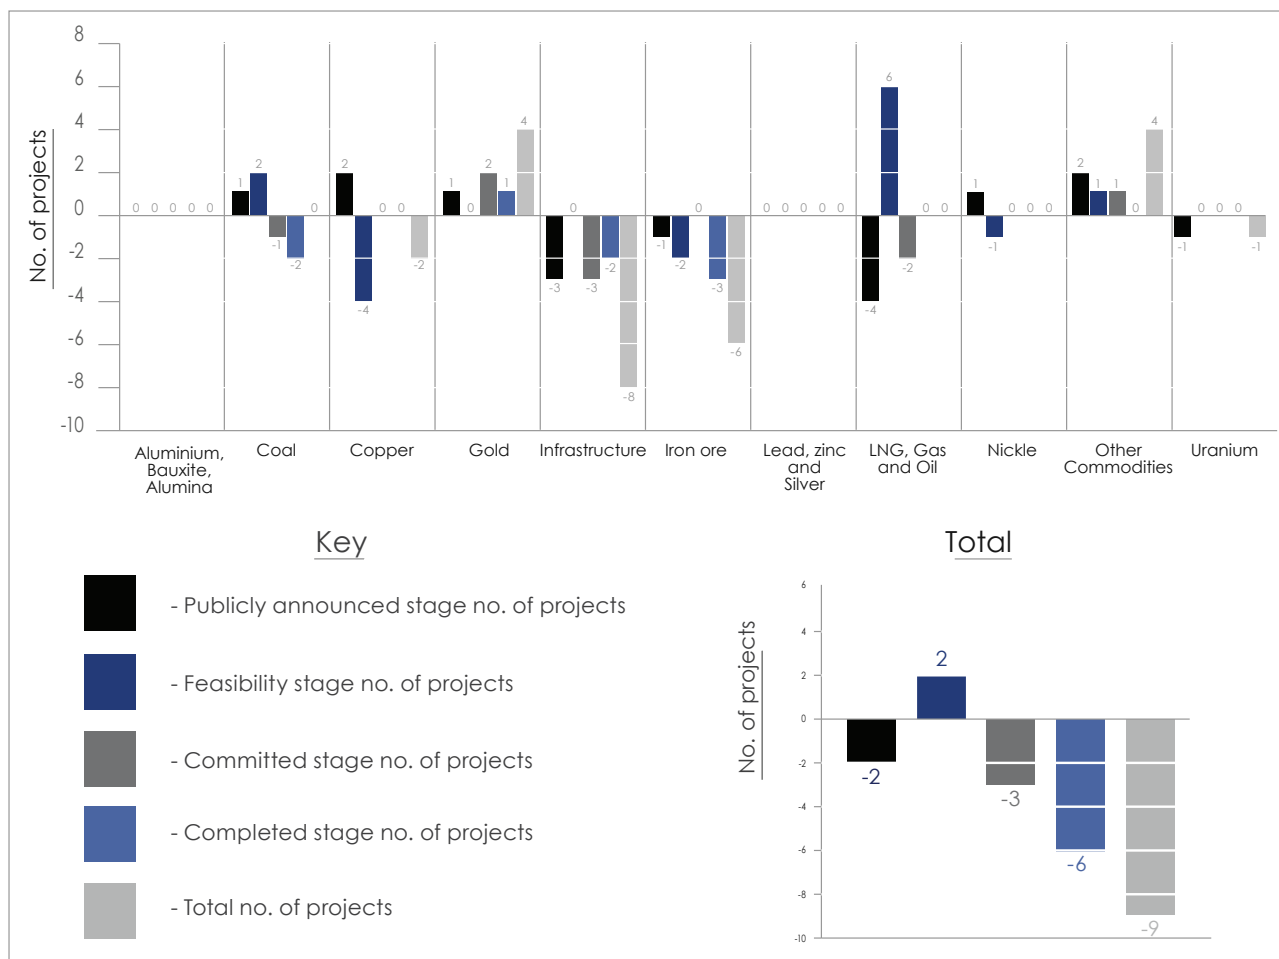 8
6
4
2
0
-2
-4
-6
-8
-10
No. of projects
0 0 0 0 0
1 2 -1 -2 0
2 -4 0 0 -2
1 0 2 1 4
-3 0 -3 -2 -8
-1 -2 0 -3 -6
0 0 0 0 0
-4 6 -2 0 0
1 -1 0 0 0
2 1 1 0 4
-1 0 0 0 -1
Aluminium,
Bauxite,
Alumina
Coal
Copper
Gold
Infrastructure
Iron ore
Lead, zinc
and
Silver
LNG, Gas
and Oil
Nickle
Other
Commodities
Uranium
Key
- Publicly announced stage no. of projects
- Feasibility stage no. of projects
- Committed stage no. of projects
- Completed stage no. of projects
- Total no. of projects
Total
No. of projects
6
4
2
0
-2
-4
-6
-8
-10
-2
2
-3
-6
-9